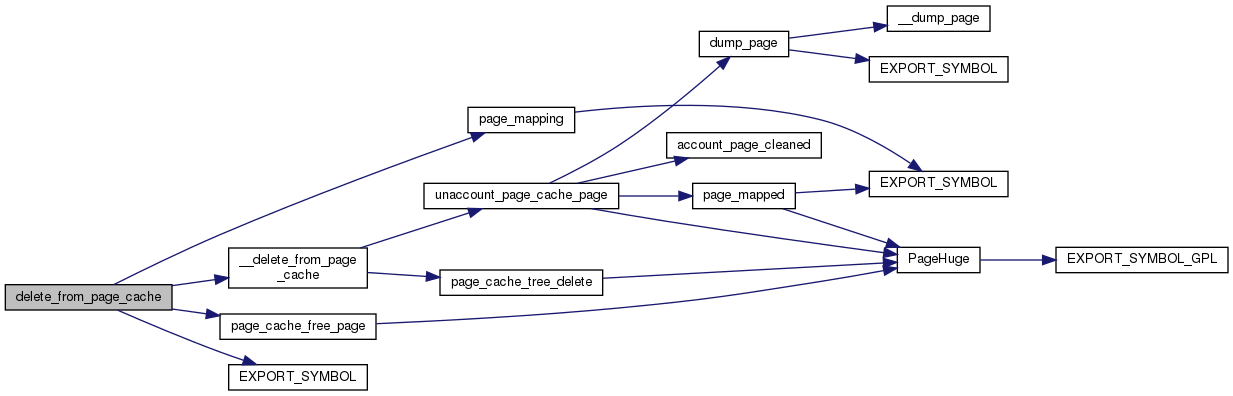 __dump_page
dump_page
EXPORT_SYMBOL
page_mapping
account_page_cleaned
EXPORT_SYMBOL
unaccount_page_cache_page
page_mapped
__delete_from_page
_cache
PageHuge
EXPORT_SYMBOL_GPL
page_cache_tree_delete
delete_from_page_cache
page_cache_free_page
EXPORT_SYMBOL